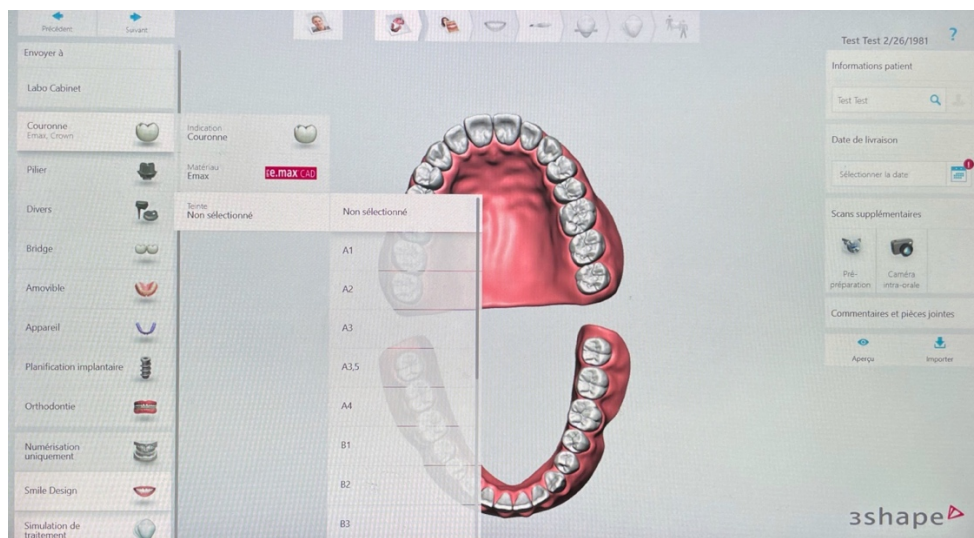 Précédent
Suivant
Envoyer à
Labo Cabinet
Couronne
Emax, Crown
Pilier
Divers
Bridge
Amovible
Appareil
Planification implantaire
Orthodontie
Numérisation
uniquement
Smile Design
Simulation de
traitement
Indication
Couronne
Matériau
Emax
e.max CAD
Teinte
Non sélectionné
Non sélectionné
A1
A2
A3
A3,5
A4
B1
B2
B3
Test Test 2/26/1981
?
Informations patient
Test Test
Date de livraison
Sélectionner la date
!
Scans supplémentaires
Pré-
préparation
Caméra
intra-orale
Commentaires et pièces jointes
Aperçu
Importer
3shape